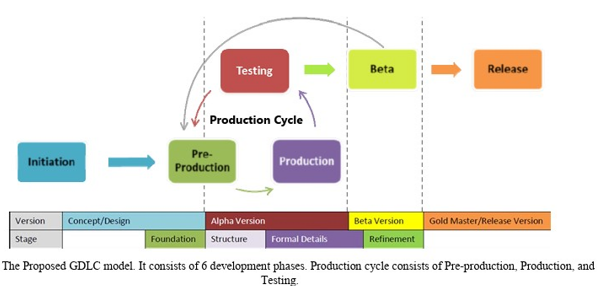 Testing
Beta
Release
Production Cycle
Initiation
Pre-
Production
Production
Version Concept/Design Alpha Version Beta Version Gold Master/Release Version
Stage Foundation Structure Formal Details Refinement
The Proposed GDLC model. It consists of 6 development phases. Production cycle consists of Pre-production, Production, and
Testing.